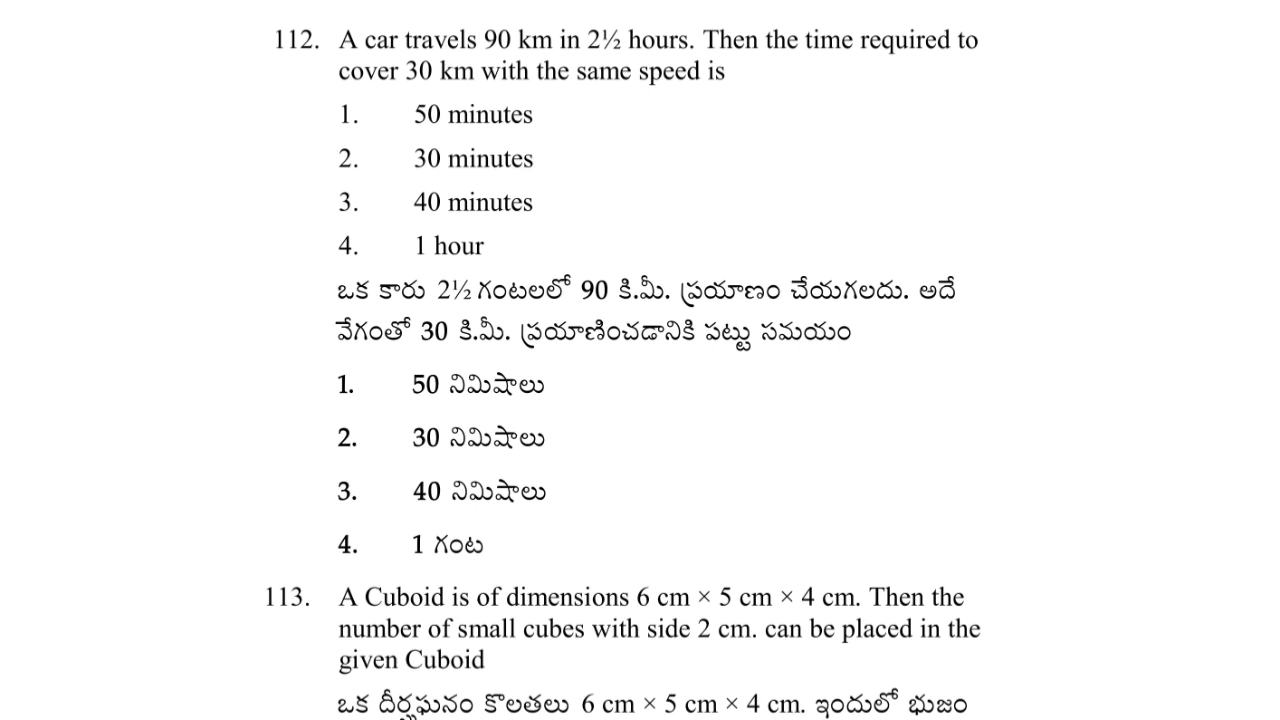 112. A car travels 90 km in 2½ hours. Then the time required to
cover 30 km with the same speed is
1. 50 minutes
2. 30 minutes
3. 40 minutes
4. 1 hour
ఒక కారు 2½ గంటలలో 90 కి.మీ. ప్రయాణం చేయగలదు. అదే
వేగంతో 30 కి.మీ. ప్రయాణించడానికి పట్టు సమయం
1. 50 నిమిషాలు
2. 30 నిమిషాలు
3. 40 నిమిషాలు
4. 1 గంట
113. A Cuboid is of dimensions 6 cm × 5 cm × 4 cm. Then the
number of small cubes with side 2 cm. can be placed in the
given Cuboid
ఒక దీర్ఘఘనం కొలతలు 6 cm × 5 cm × 4 cm. ఇందులో భుజం